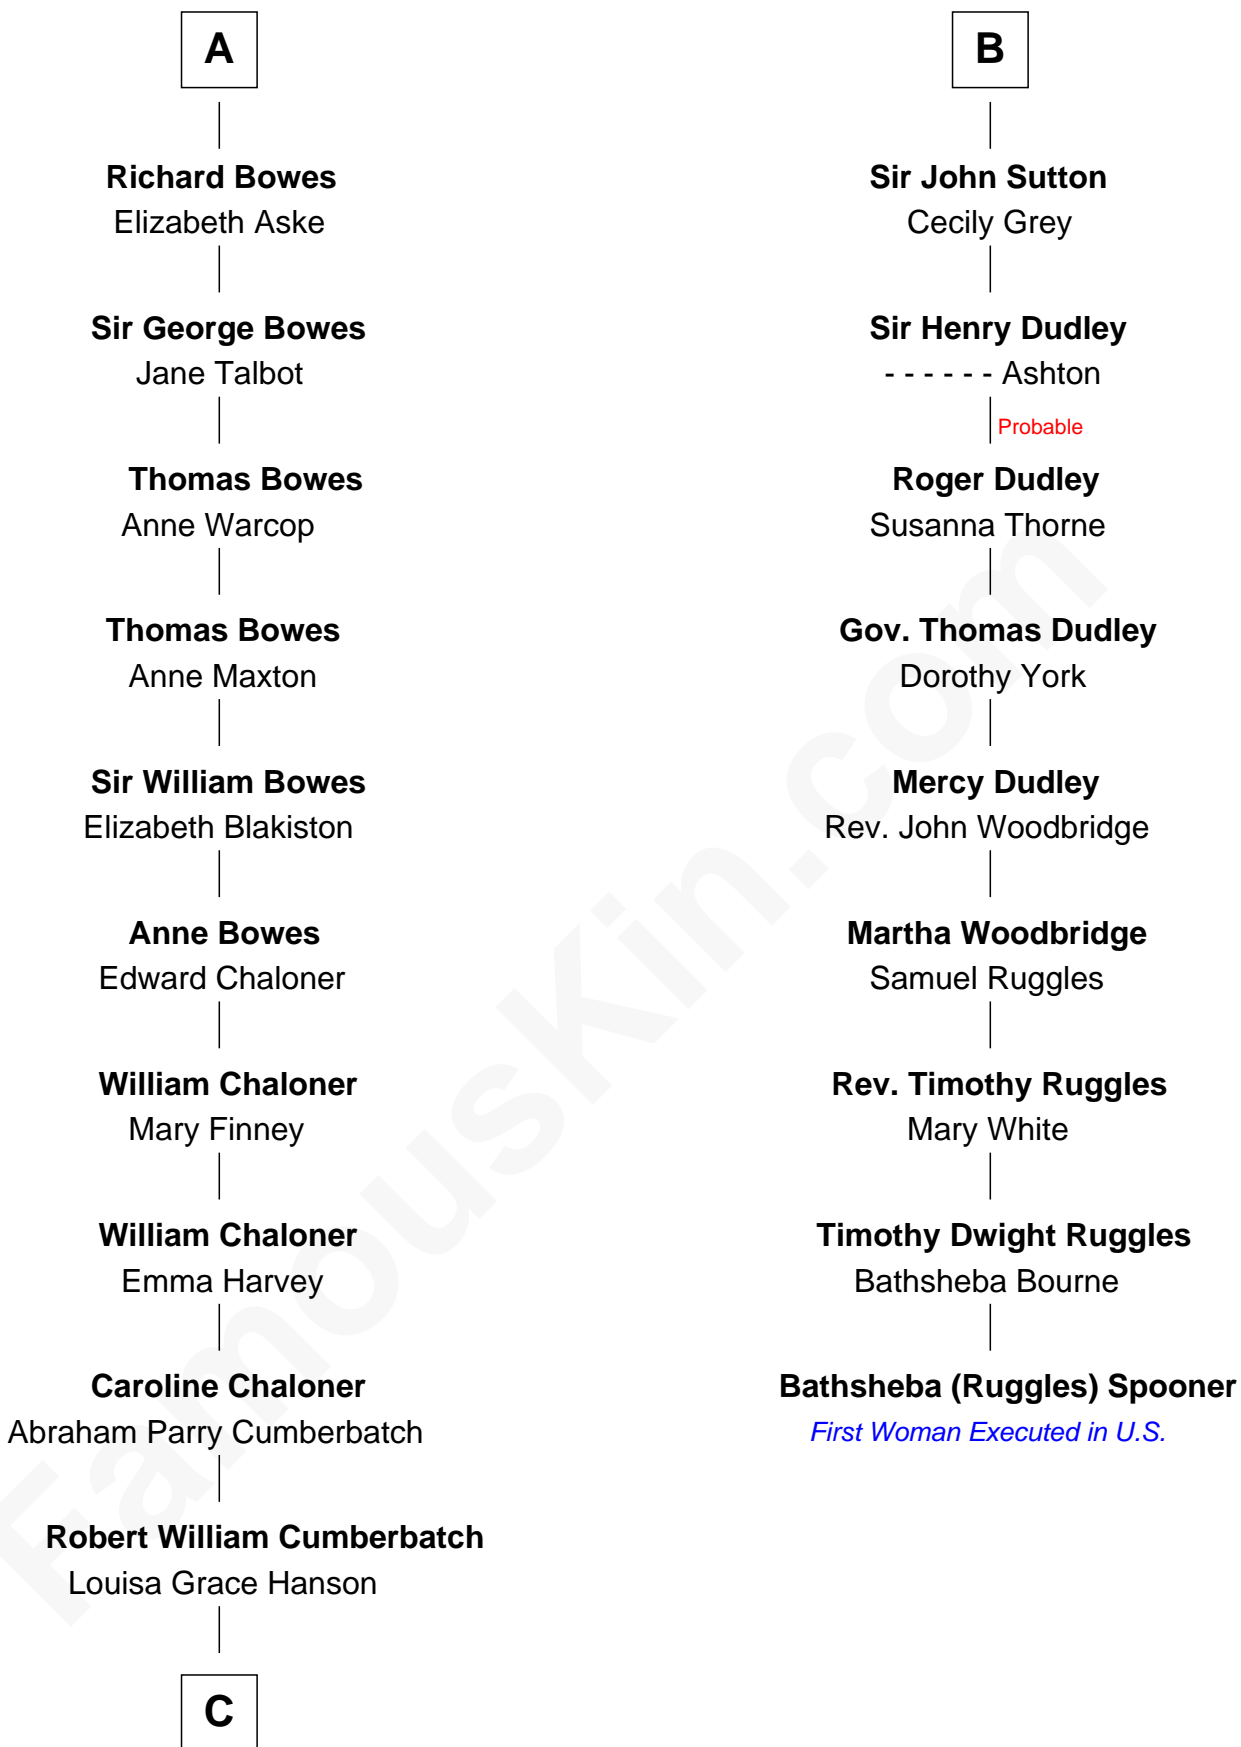 A
Richard Bowes
Elizabeth Aske
Sir George Bowes
Jane Talbot
Thomas Bowes
Anne Warcop
Thomas Bowes
Anne Maxton
Sir William Bowes
Elizabeth Blakiston
Anne Bowes
Edward Chaloner
William Chaloner
Mary Finney
William Chaloner
Emma Harvey
Caroline Chaloner
Abraham Parry Cumberbatch
Robert William Cumberbatch
Louisa Grace Hanson
C
B
Sir John Sutton
Cecily Grey
Sir Henry Dudley
- - - - - - Ashton
Probable
Roger Dudley
Susanna Thorne
Gov. Thomas Dudley
Dorothy York
Mercy Dudley
Rev. John Woodbridge
Martha Woodbridge
Samuel Ruggles
Rev. Timothy Ruggles
Mary White
Timothy Dwight Ruggles
Bathsheba Bourne
Bathsheba (Ruggles) Spooner
First Woman Executed in U.S.
FamousKin.com